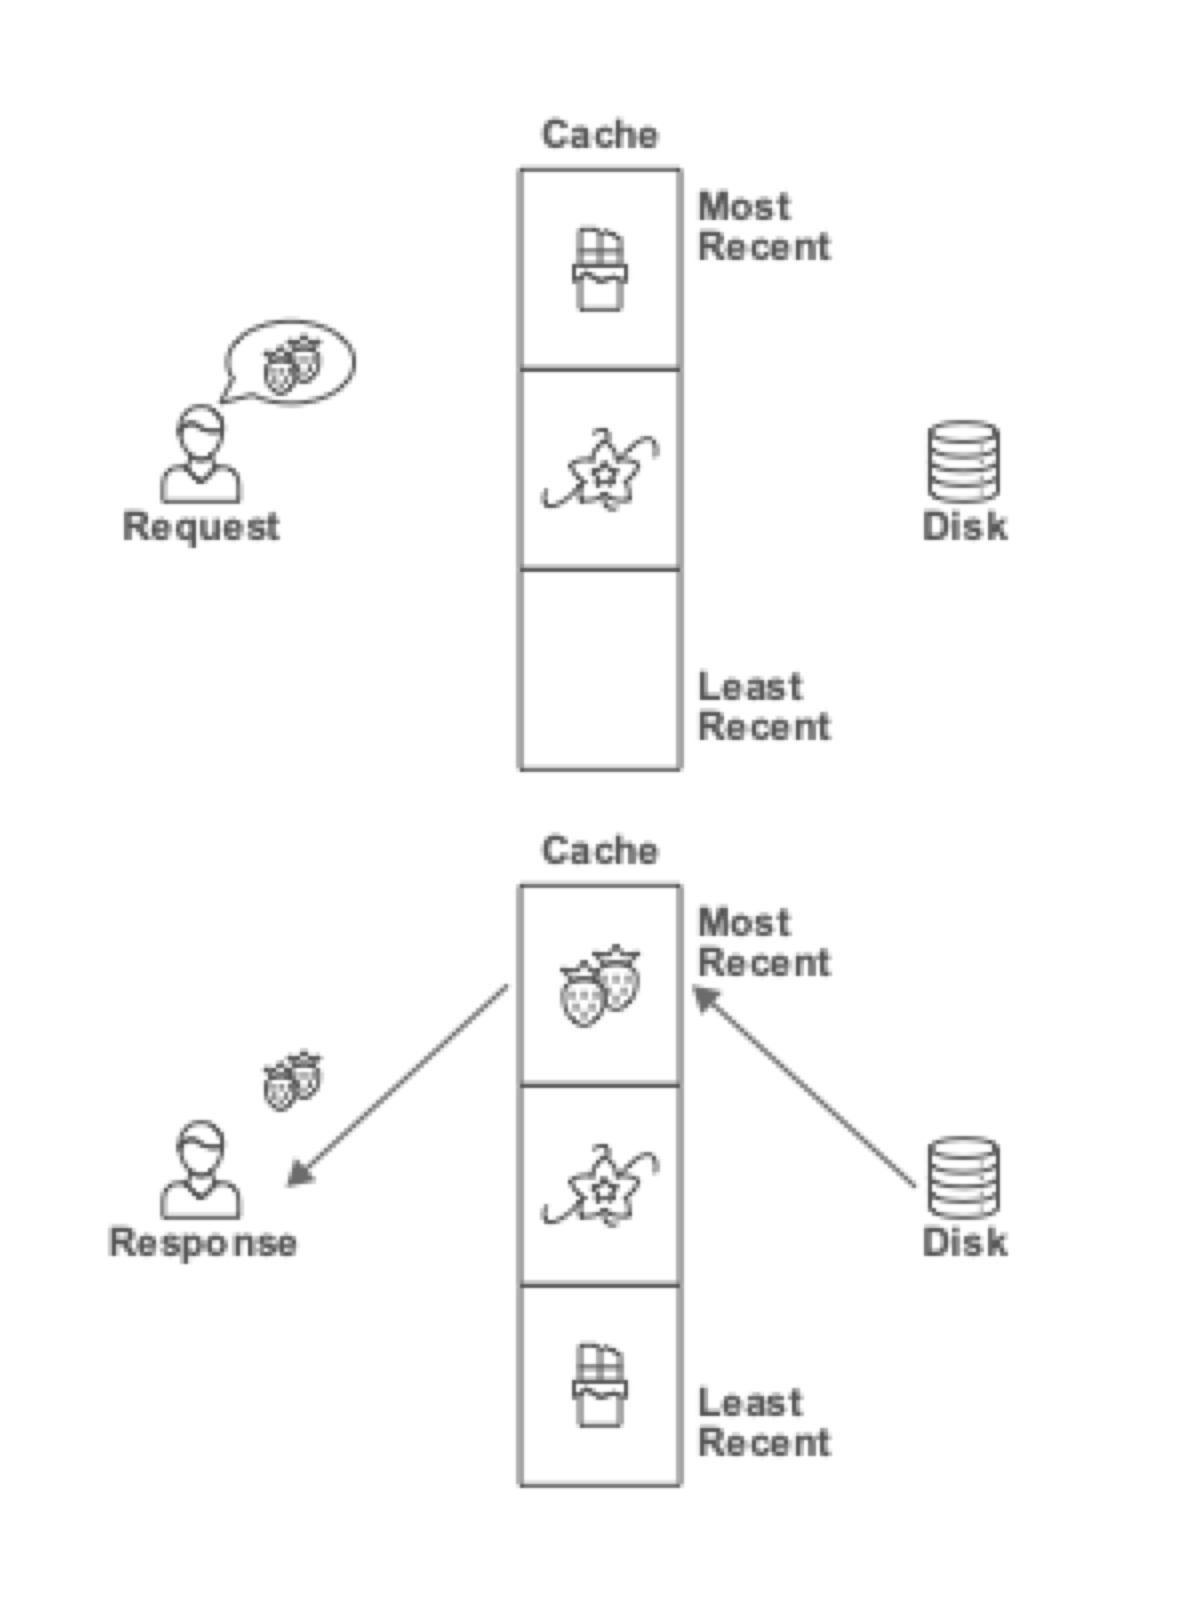 Cache
Most
Recent
Request
Disk
Least
Recent
Cache
Most
Recent
Response
Disk
Least
Recent